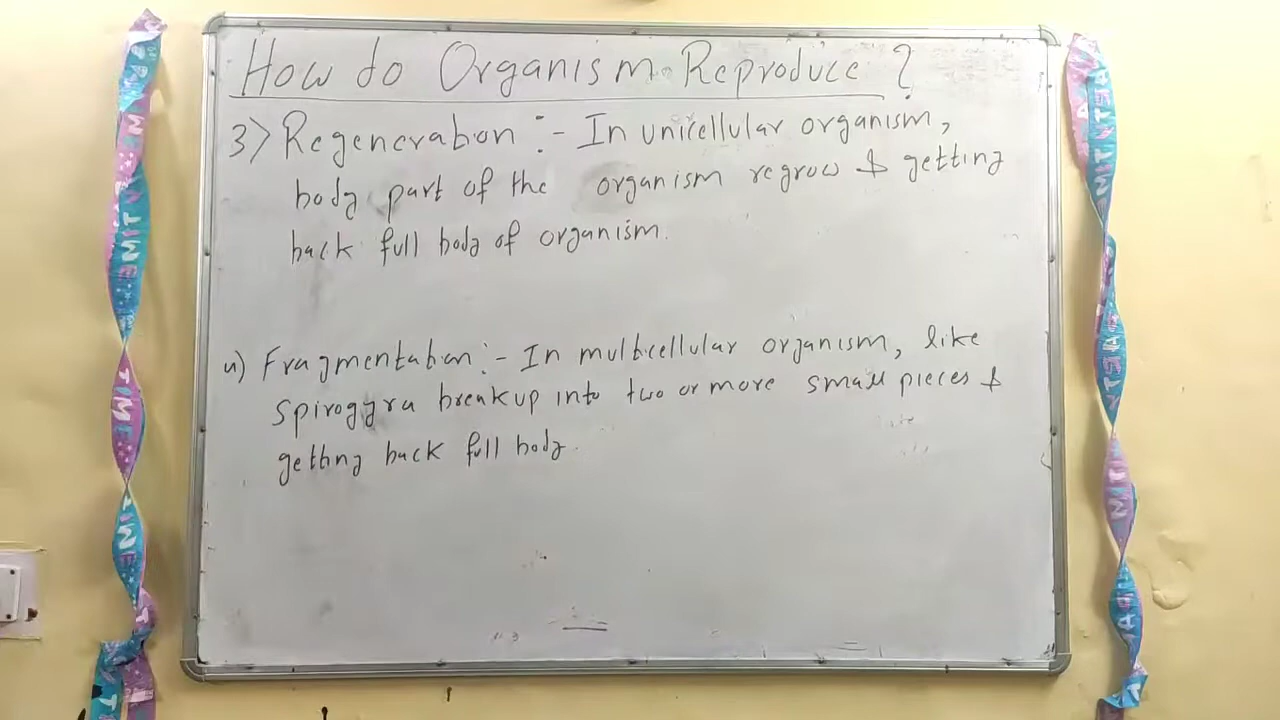 How do Organism Reproduce ?
3) Regeneration :- In unicellular organism,
body part of the organism regrow & getting
back full body of organism.
4) Fragmentation :- In multicellular organism, like
spirogyra breakup into two or more small pieces &
getting back full body.